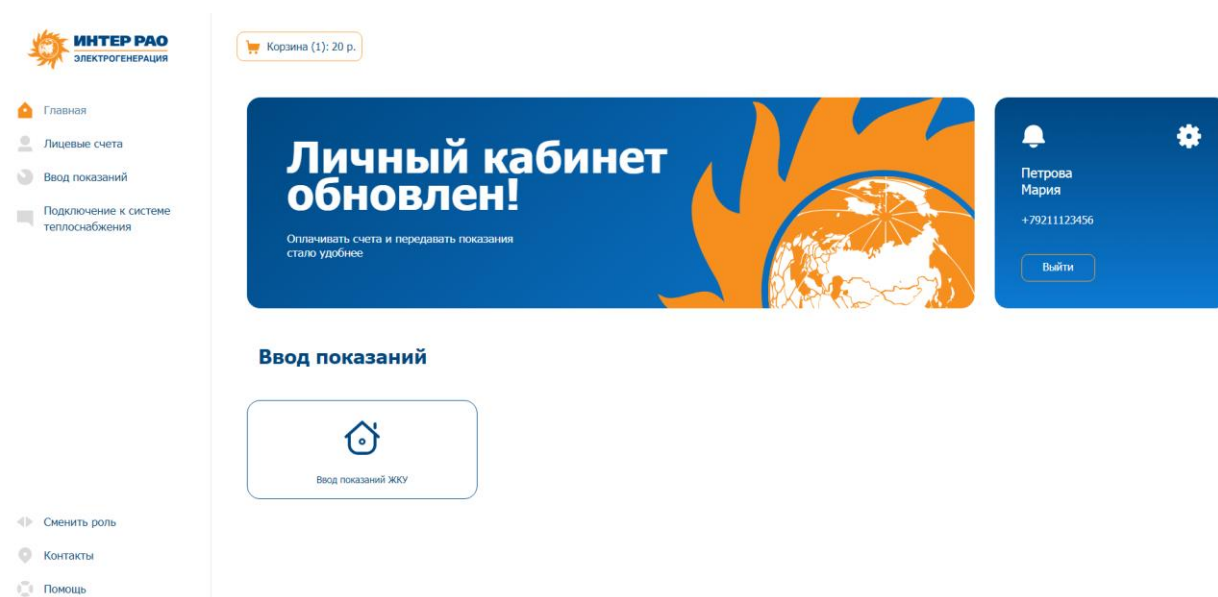 ИНТЕР РАО
ЭЛЕКТРОГЕНЕРАЦИЯ
Корзина (1): 20 р.
Главная
Лицевые счета
Ввод показаний
Подключение к системе
теплоснабжения
Личный кабинет
обновлен!
Оплачивать счета и передавать показания
стало удобнее
Петрова
Мария
+79211123456
Выйти
Ввод показаний
Ввод показаний ЖКУ
Сменить роль
Контакты
Помощь